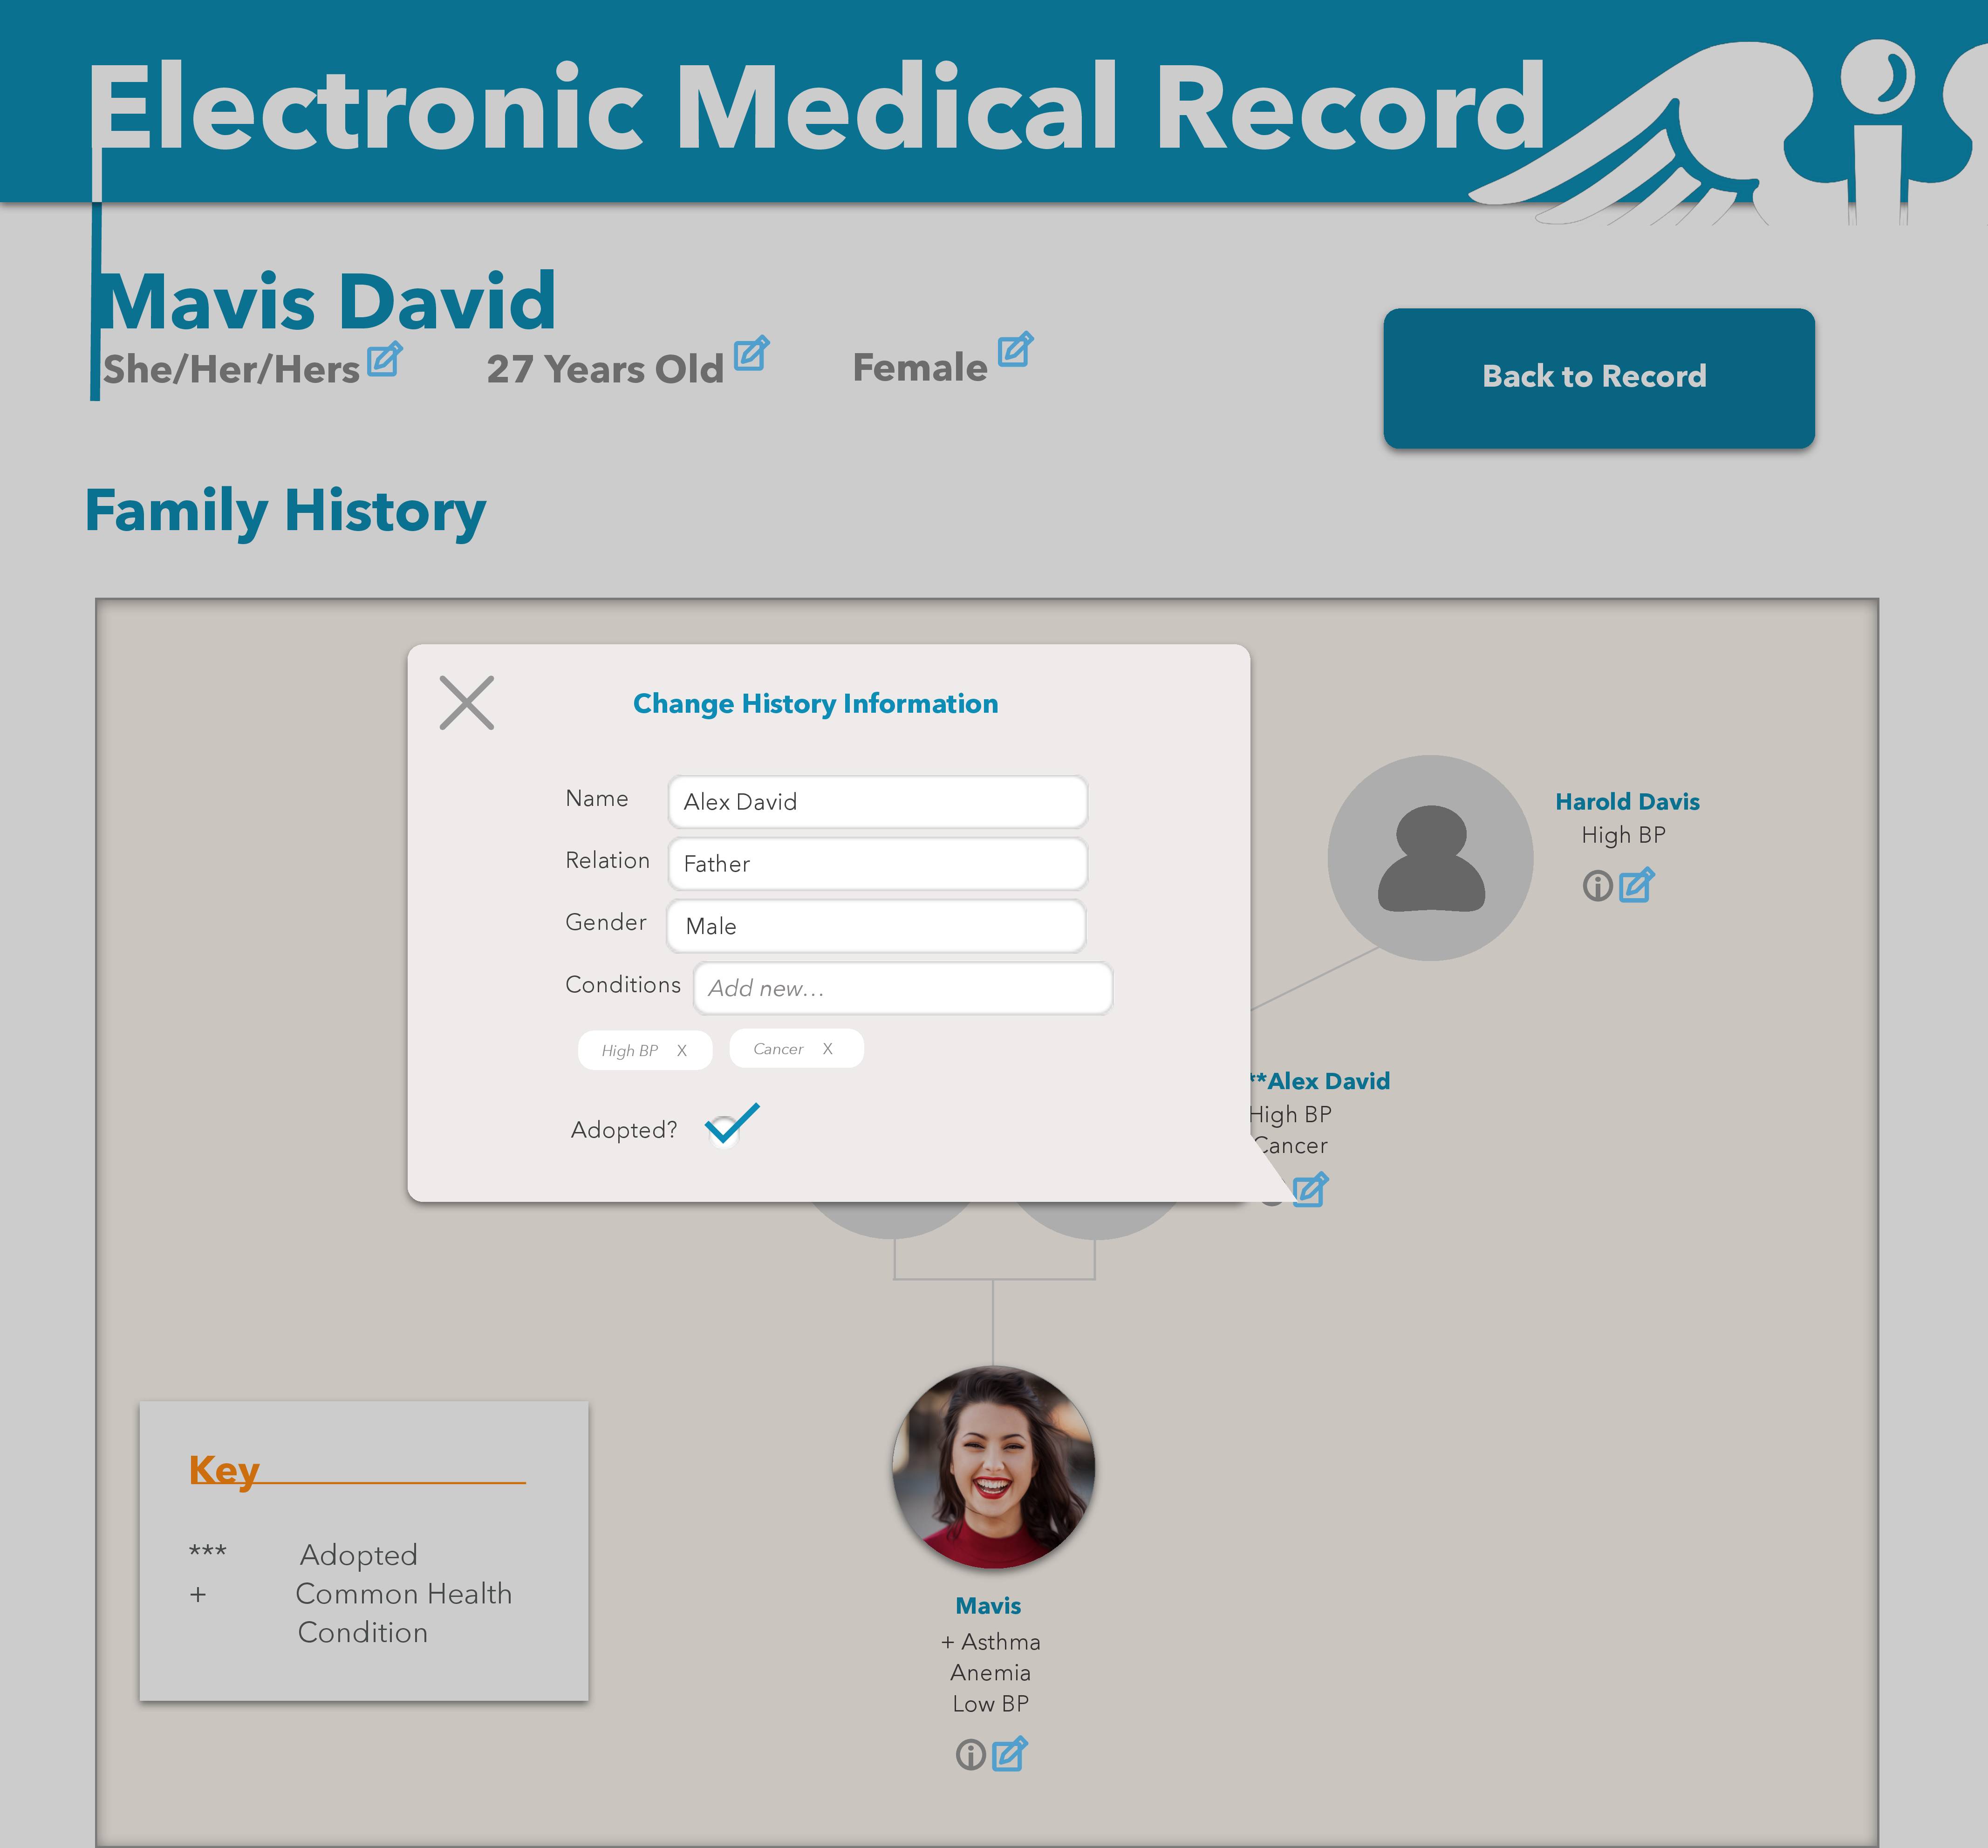 Electronic Medical Record
Mavis David
She/Her/Hers
27 Years Old
Female
Back to Record
Family History
Change History Information
Name
Alex David
Relation
Father
Gender
Male
Conditions
Add new...
High BP X
Cancer X
Adopted?
Harold Davis
High BP
**Alex David
High BP
Cancer
Key
*** Adopted
+ Common Health
Condition
Mavis
+ Asthma
Anemia
Low BP